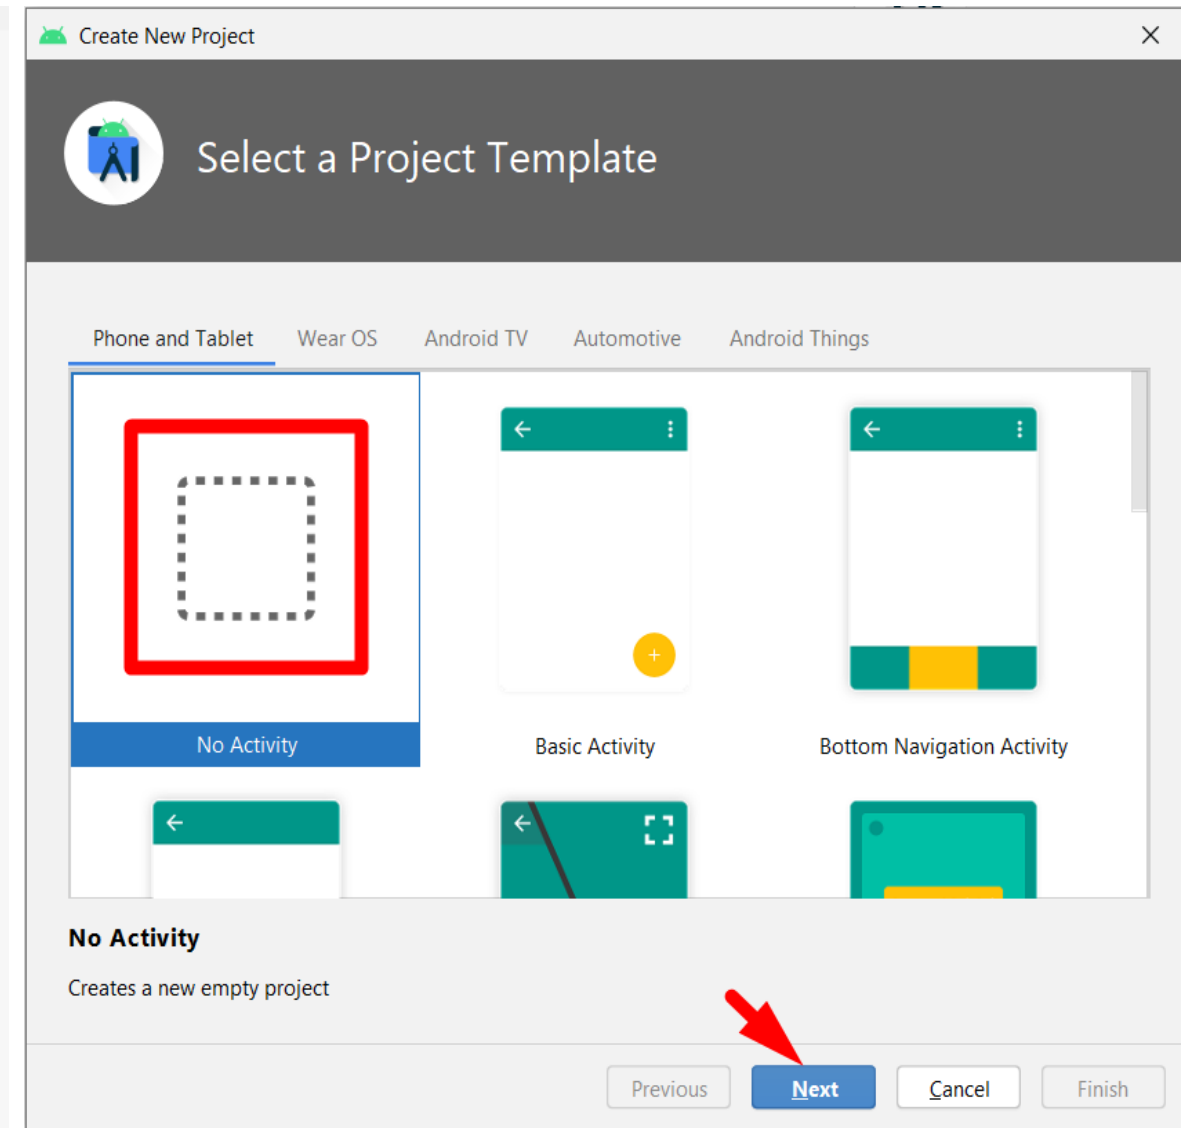 Create New Project
Select a Project Template
Phone and Tablet Wear OS Android TV Automotive Android Things
No Activity Basic Activity Bottom Navigation Activity
No Activity
Creates a new empty project
Previous Next Cancel Finish